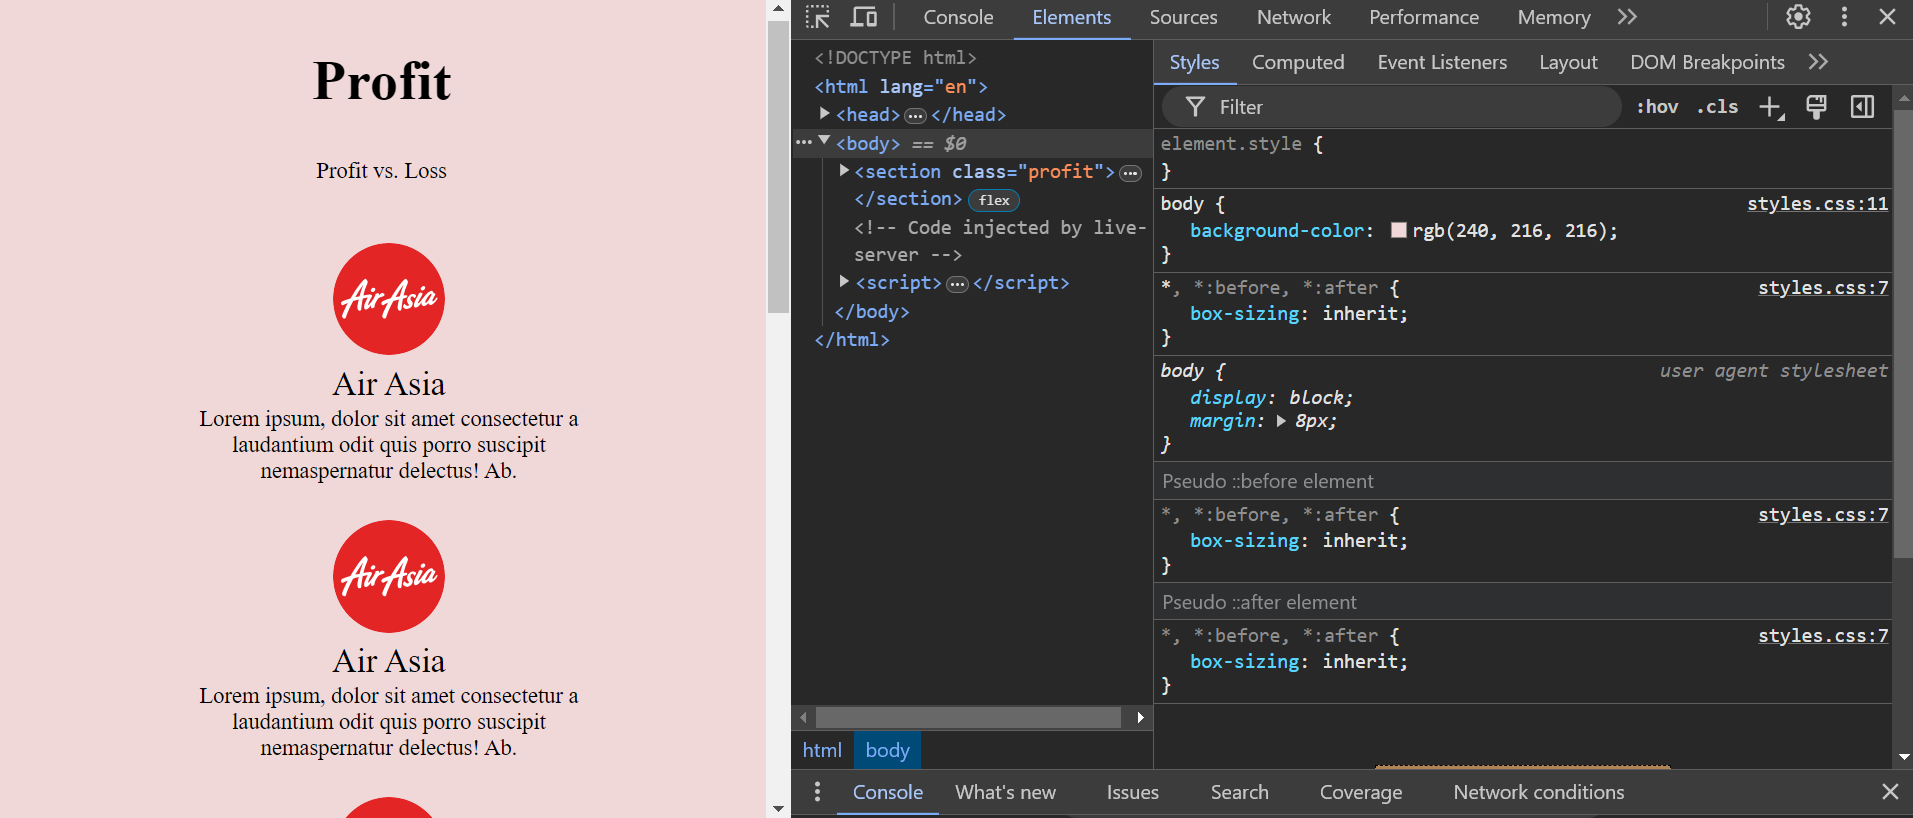 Profit
Profit vs. Loss
AirAsia
Air Asia
Lorem ipsum, dolor sit amet consectetur a
laudantium odit quis porro suscipit
nemaspernatur delectus! Ab.
AirAsia
Air Asia
Lorem ipsum, dolor sit amet consectetur a
laudantium odit quis porro suscipit
nemaspernatur delectus! Ab.
Console Elements Sources Network Performance Memory
<!DOCTYPE html>
<html lang="en">
<head> ... </head>
... <body> == $0
<section class="profit"> ...
</section> flex
<!-- Code injected by live-
server -->
<script> ... </script>
</body>
</html>
html body
Styles Computed Event Listeners Layout DOM Breakpoints
Filter :hov .cls
element.style {
}
body { styles.css:11
background-color: rgb(240, 216, 216);
}
*, *:before, *:after { styles.css:7
box-sizing: inherit;
}
body { user agent stylesheet
display: block;
margin: 8px;
}
Pseudo ::before element
*, *:before, *:after { styles.css:7
box-sizing: inherit;
}
Pseudo ::after element
*, *:before, *:after { styles.css:7
box-sizing: inherit;
}
Console What's new Issues Search Coverage Network conditions